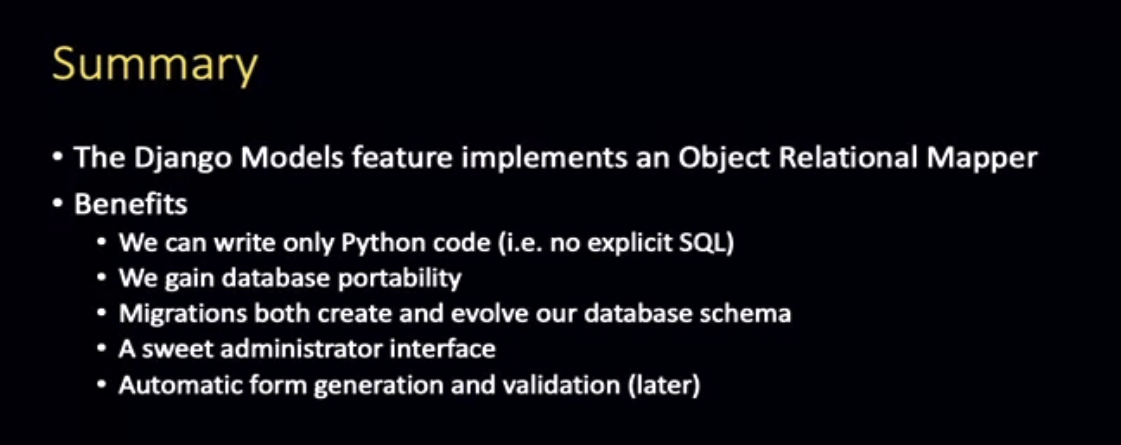 Summary
• The Django Models feature implements an Object Relational Mapper
• Benefits
• We can write only Python code (i.e. no explicit SQL)
• We gain database portability
• Migrations both create and evolve our database schema
• A sweet administrator interface
• Automatic form generation and validation (later)